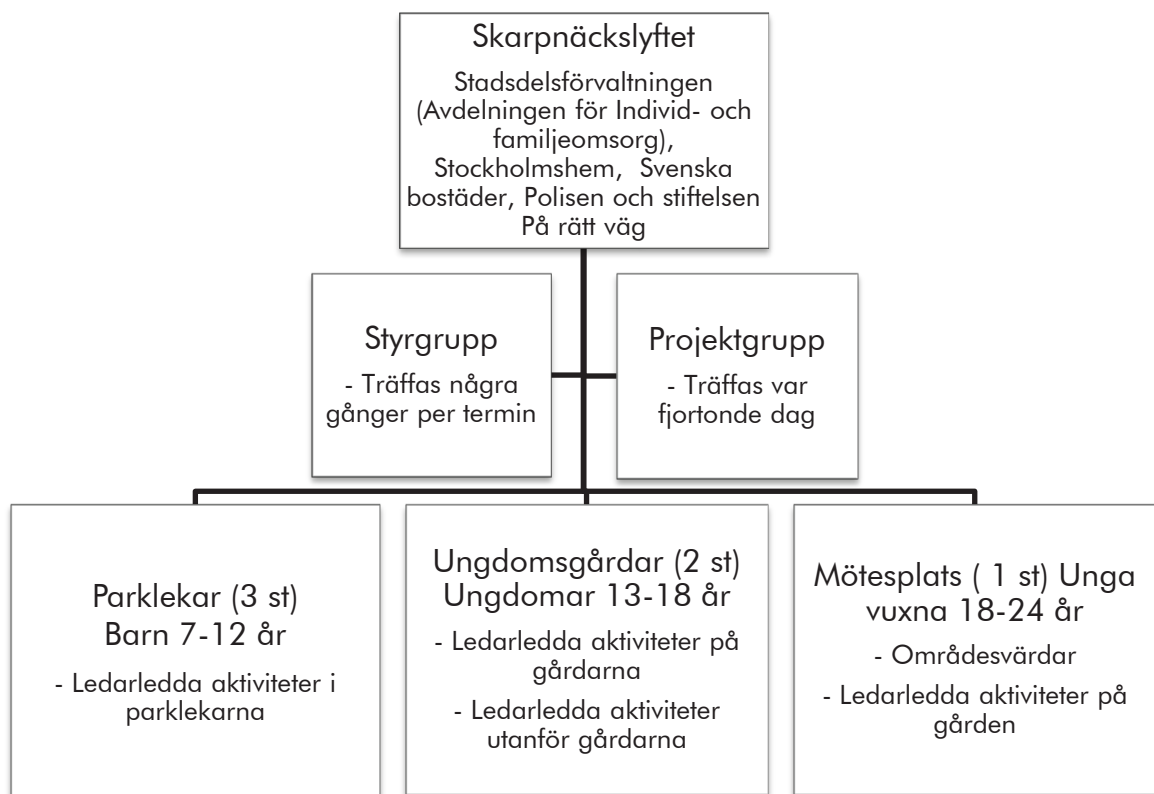 Skarpnäckslyftet
Stadsdelsförvaltningen
(Avdelningen för Individ- och
familjeomsorg),
Stockholmshem, Svenska
bostäder, Polisen och stiftelsen
På rätt väg
Styrgrupp
- Träffas några
gånger per termin
Projektgrupp
- Träffas var
fjortonde dag
Parklekar (3 st)
Barn 7-12 år
- Ledarledda aktiviteter i
parklekarna
Ungdomsgårdar (2 st)
Ungdomar 13-18 år
- Ledarledda aktiviteter på
gårdarna
- Ledarledda aktiviteter
utanför gårdarna
Mötesplats ( 1 st) Unga
vuxna 18-24 år
- Områdesvärdar
- Ledarledda aktiviteter på
gården